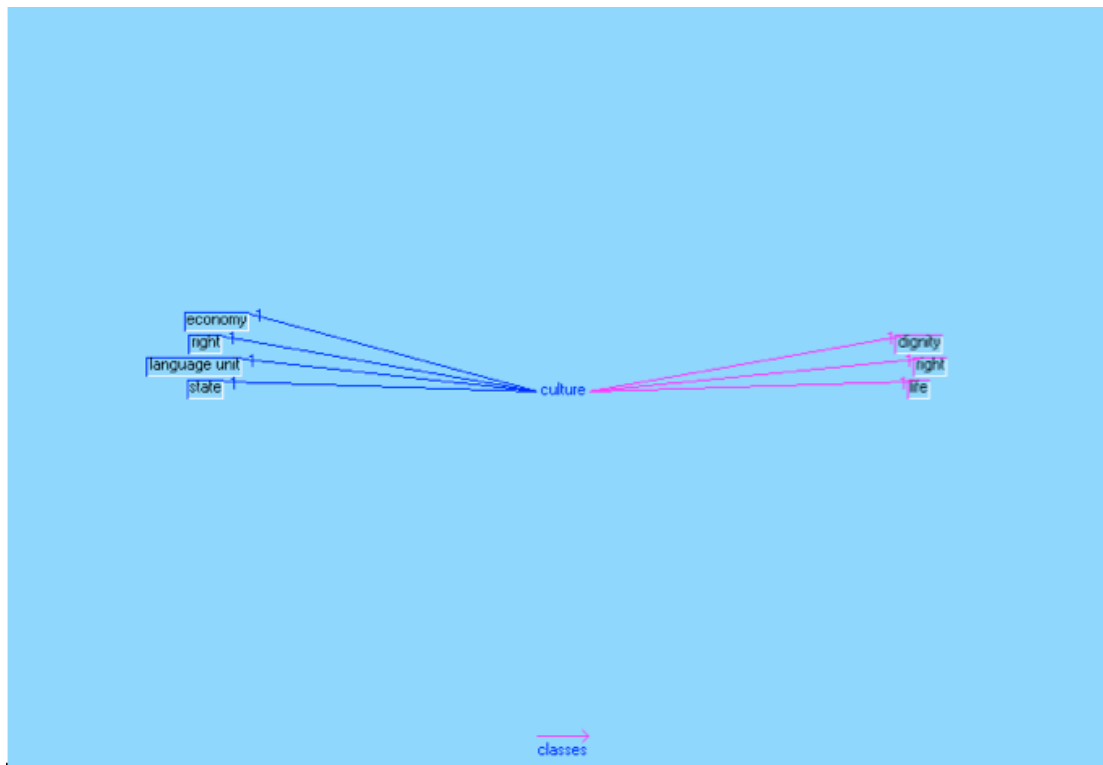 economy 1
right 1
language unit 1
state 1
culture
1 dignity
1 right
1 life
classes